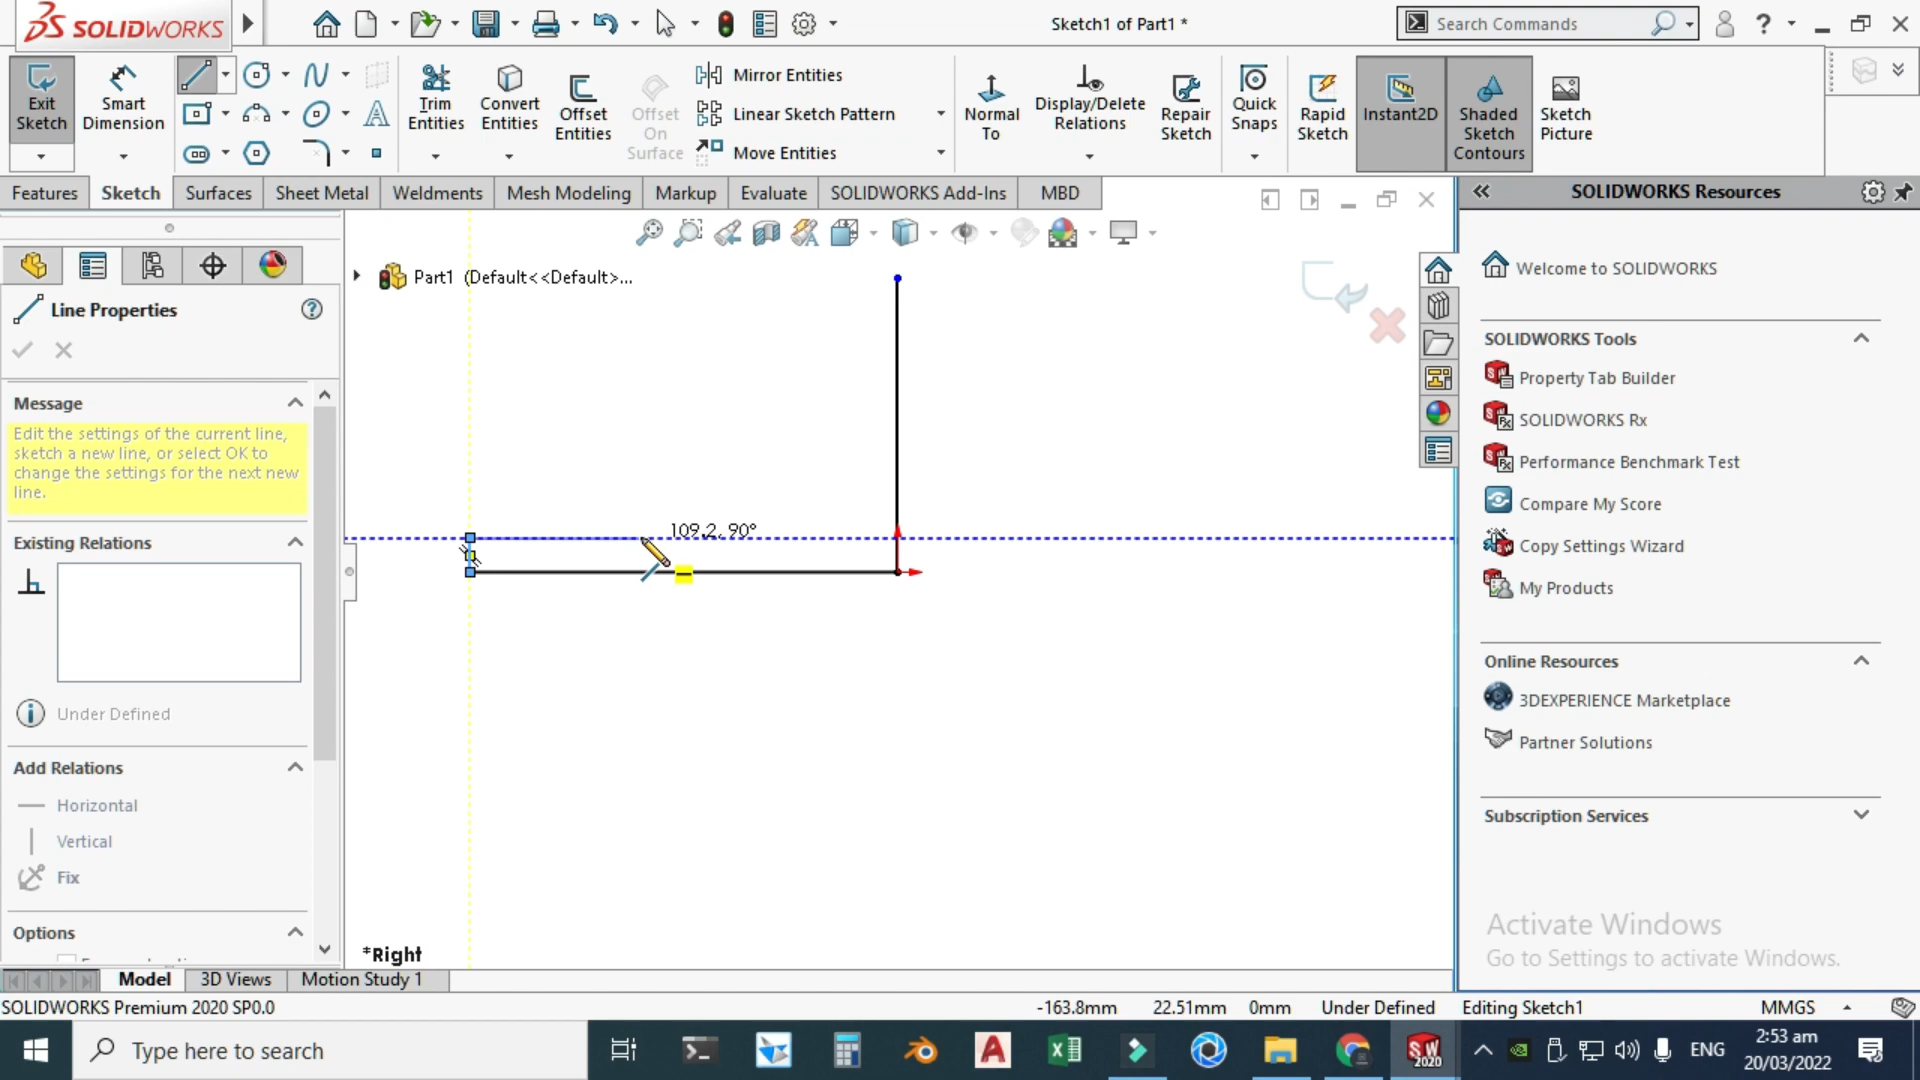 SOLIDWORKS
Sketch1 of Part1 *
Search Commands
Exit Sketch
Smart Dimension
Trim Entities
Convert Entities
Offset Entities
Offset On Surface
Mirror Entities
Linear Sketch Pattern
Move Entities
Normal To
Display/Delete Relations
Repair Sketch
Quick Snaps
Rapid Sketch
Instant2D
Shaded Sketch Contours
Sketch Picture
Features
Sketch
Surfaces
Sheet Metal
Weldments
Mesh Modeling
Markup
Evaluate
SOLIDWORKS Add-Ins
MBD
SOLIDWORKS Resources
Part1 (Default<<Default>...
Line Properties
Message
Edit the settings of the current line,
sketch a new line, or select OK to
change the settings for the next new
line.
Existing Relations
Under Defined
Add Relations
Horizontal
Vertical
Fix
Options
109.2, 90°
*Right
Welcome to SOLIDWORKS
SOLIDWORKS Tools
Property Tab Builder
SOLIDWORKS Rx
Performance Benchmark Test
Compare My Score
Copy Settings Wizard
My Products
Online Resources
3DEXPERIENCE Marketplace
Partner Solutions
Subscription Services
Activate Windows
Go to Settings to activate Windows.
Model
3D Views
Motion Study 1
SOLIDWORKS Premium 2020 SP0.0
-163.8mm
22.51mm
0mm
Under Defined
Editing Sketch1
MMGS
Type here to search
SW
2020
ENG
2:53 am
20/03/2022